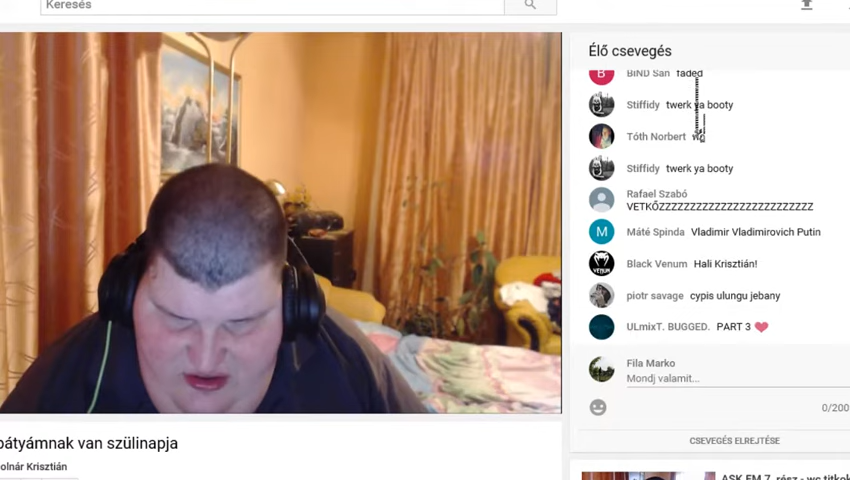 Keresés
Élő csevegés
BiND San faded
Stiffidy twerk ya booty
Tóth Norbert
Stiffidy twerk ya booty
Rafael Szabó
VETKŐZZZZZZZZZZZZZZZZZZZZZZZZZ
M Máté Spinda Vladimir Vladimirovich Putin
VENOM Black Venum Hali Krisztián!
piotr savage cypis ulungu jebany
ULmixT. BUGGED. PART 3
Fila Marko
Mondj valamit...
0/200
CSEVEGÉS ELREJTÉSE
bátyámnak van szülinapja
olnár Krisztián
ASK.FM 7. rész - wc titkok